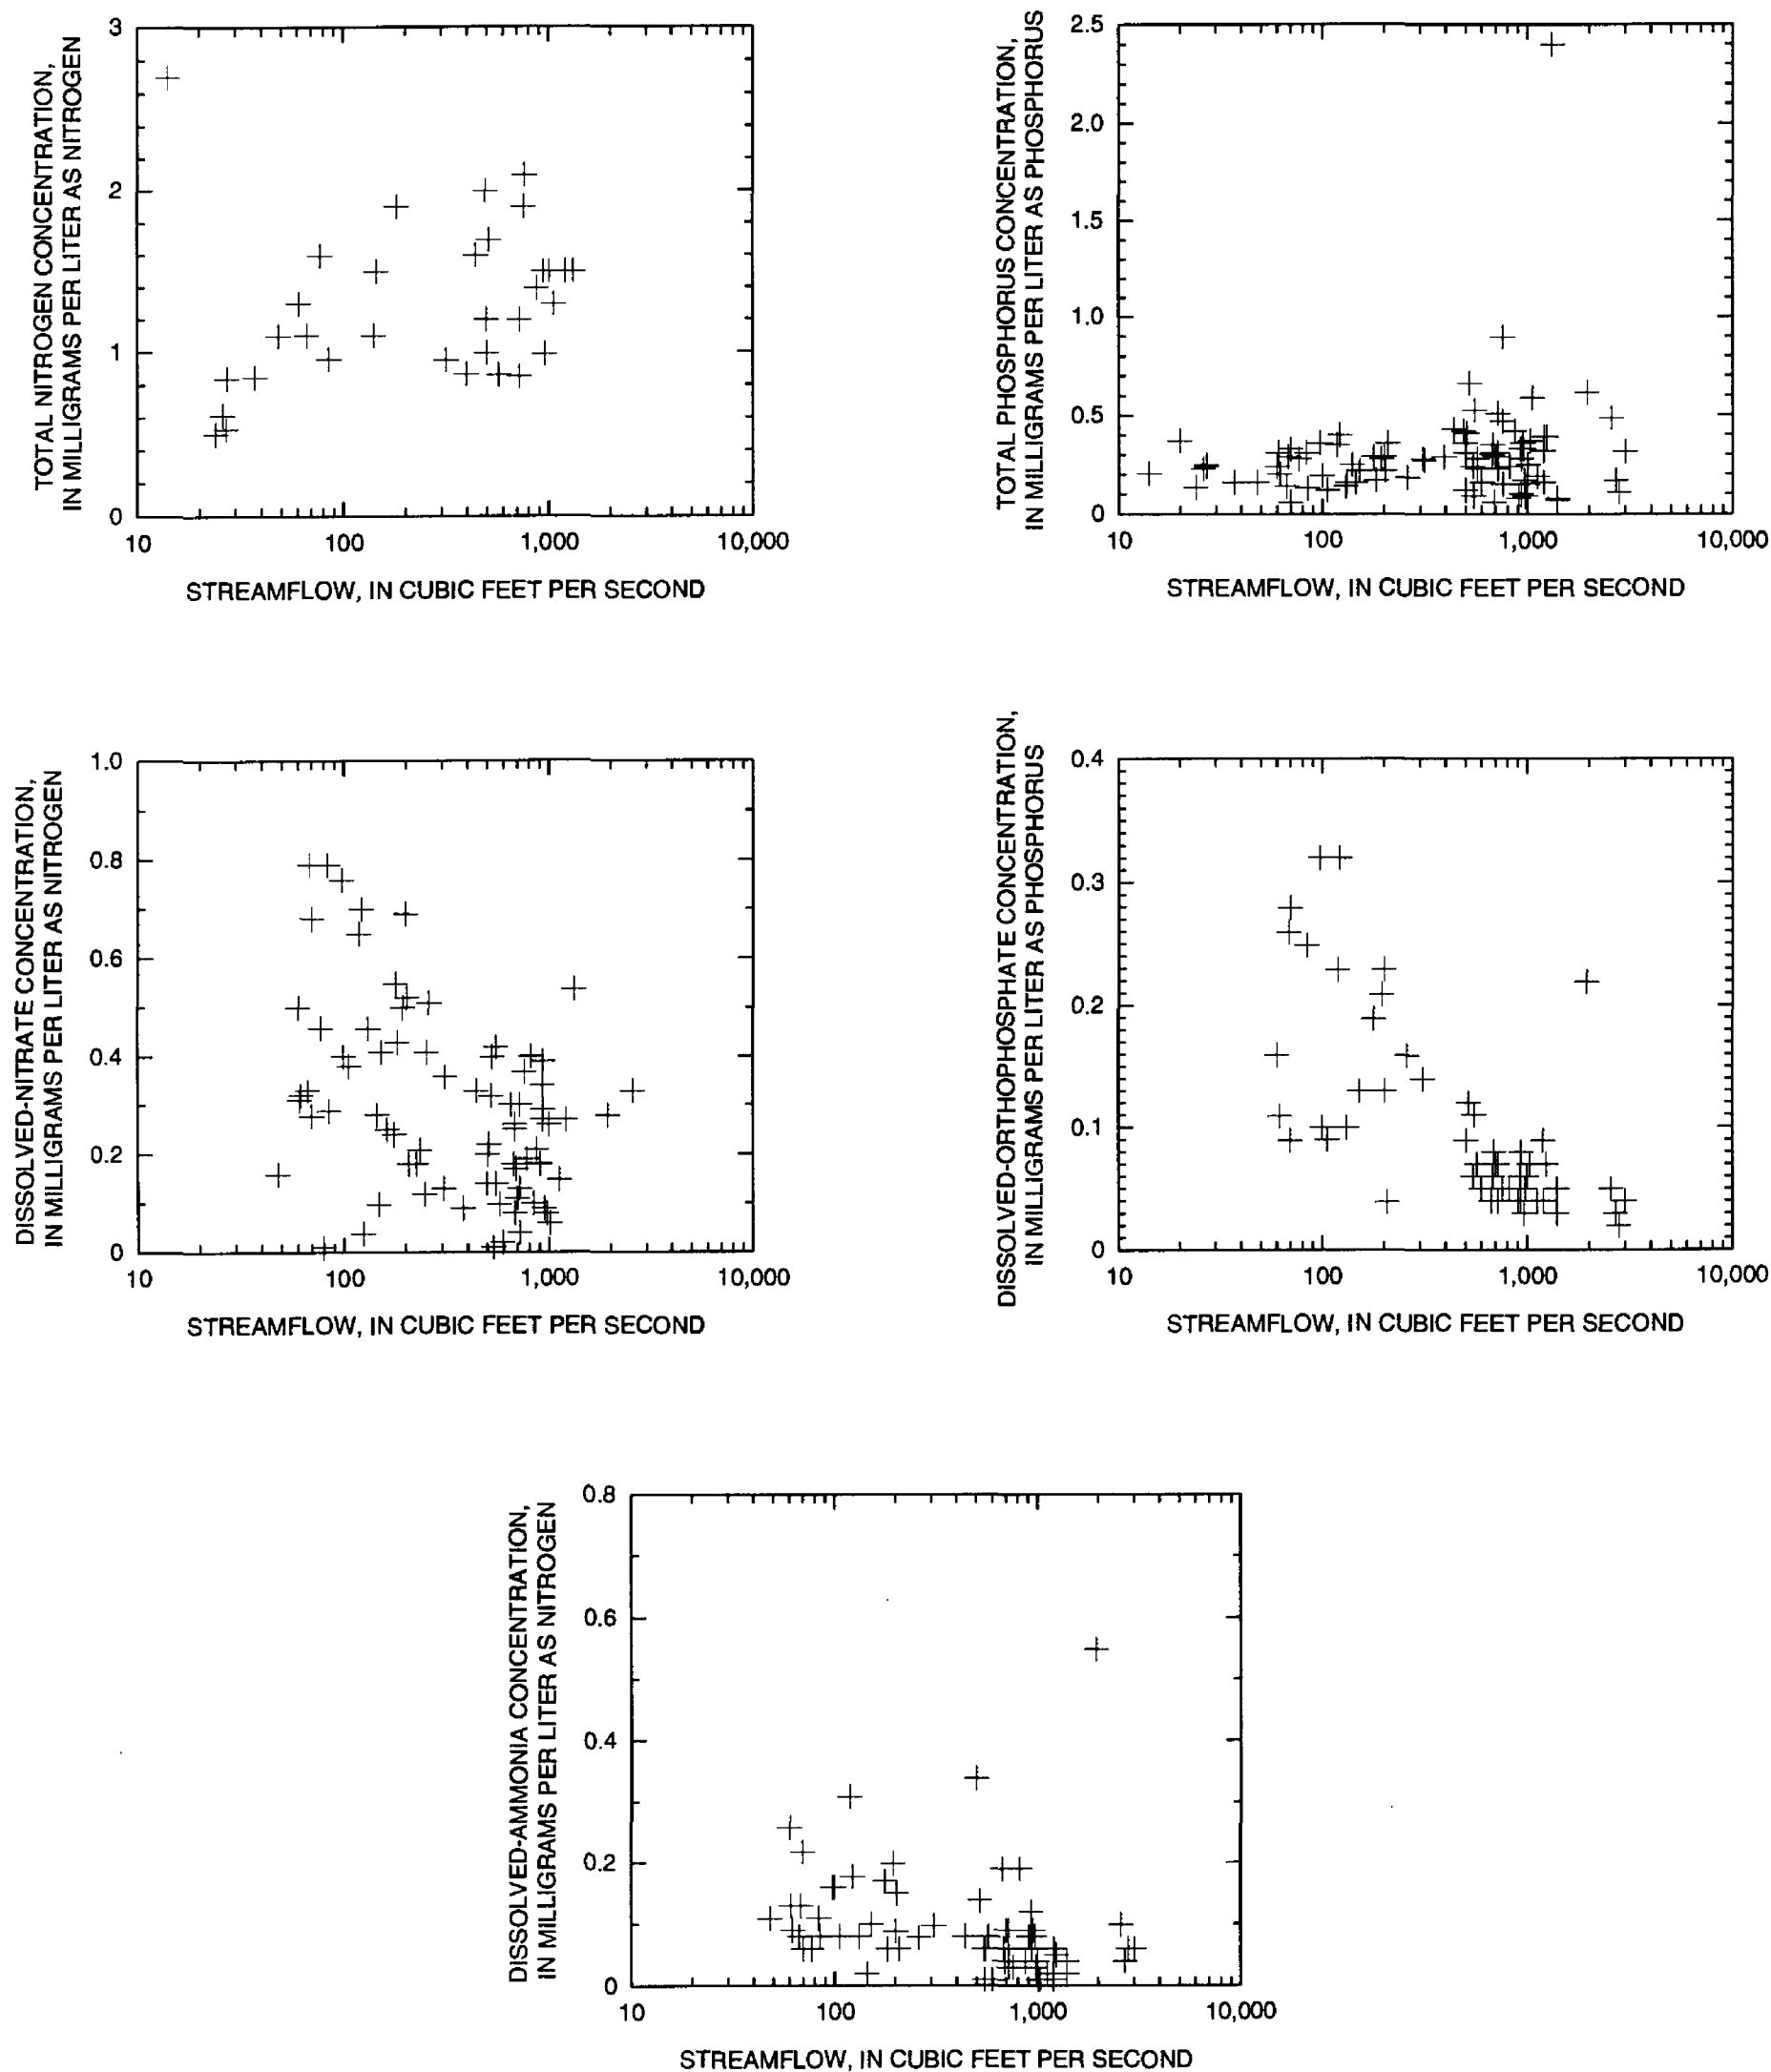 TOTAL NITROGEN CONCENTRATION,
IN MILLIGRAMS PER LITER AS NITROGEN
3
2
1
0
10 100 1,000 10,000
STREAMFLOW, IN CUBIC FEET PER SECOND
TOTAL PHOSPHORUS CONCENTRATION,
IN MILLIGRAMS PER LITER AS PHOSPHORUS
2.5
2.0
1.5
1.0
0.5
0
10 100 1,000 10,000
STREAMFLOW, IN CUBIC FEET PER SECOND
DISSOLVED-NITRATE CONCENTRATION,
IN MILLIGRAMS PER LITER AS NITROGEN
1.0
0.8
0.6
0.4
0.2
0
10 100 1,000 10,000
STREAMFLOW, IN CUBIC FEET PER SECOND
DISSOLVED-ORTHOPHOSPHATE CONCENTRATION,
IN MILLIGRAMS PER LITER AS PHOSPHORUS
0.4
0.3
0.2
0.1
0
10 100 1,000 10,000
STREAMFLOW, IN CUBIC FEET PER SECOND
DISSOLVED-AMMONIA CONCENTRATION,
IN MILLIGRAMS PER LITER AS NITROGEN
0.8
0.6
0.4
0.2
0
10 100 1,000 10,000
STREAMFLOW, IN CUBIC FEET PER SECOND